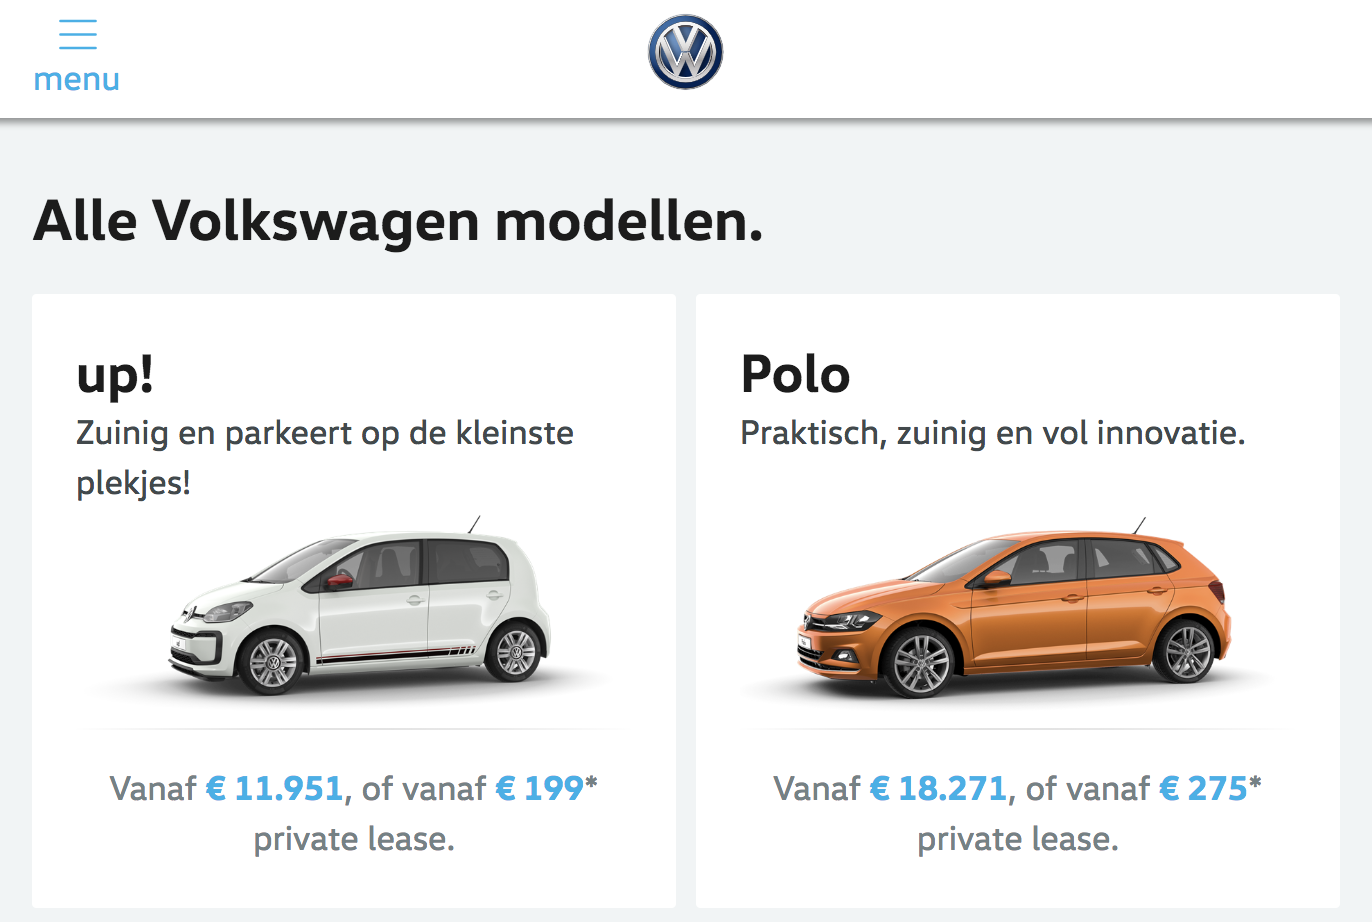 menu
Alle Volkswagen modellen.
up!
Zuinig en parkeert op de kleinste
plekjes!
Vanaf € 11.951, of vanaf € 199*
private lease.
Polo
Praktisch, zuinig en vol innovatie.
Vanaf € 18.271, of vanaf € 275*
private lease.